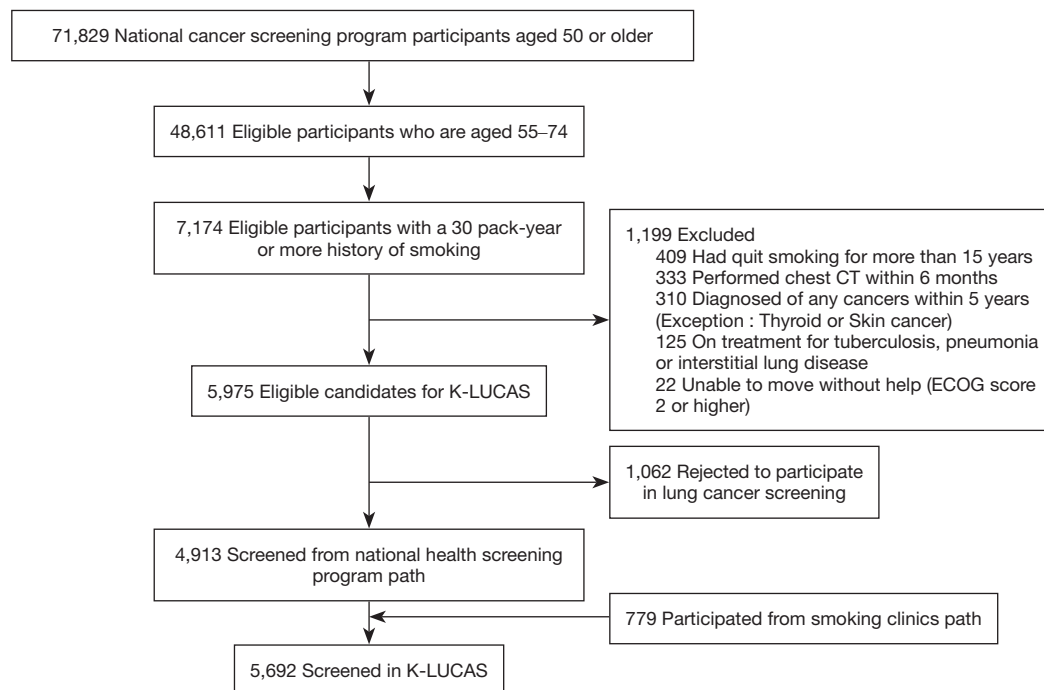 71,829 National cancer screening program participants aged 50 or older
48,611 Eligible participants who are aged 55–74
7,174 Eligible participants with a 30 pack-year
or more history of smoking
1,199 Excluded
409 Had quit smoking for more than 15 years
333 Performed chest CT within 6 months
310 Diagnosed of any cancers within 5 years
(Exception : Thyroid or Skin cancer)
125 On treatment for tuberculosis, pneumonia
or interstitial lung disease
22 Unable to move without help (ECOG score
2 or higher)
5,975 Eligible candidates for K-LUCAS
1,062 Rejected to participate
in lung cancer screening
4,913 Screened from national health screening
program path
779 Participated from smoking clinics path
5,692 Screened in K-LUCAS